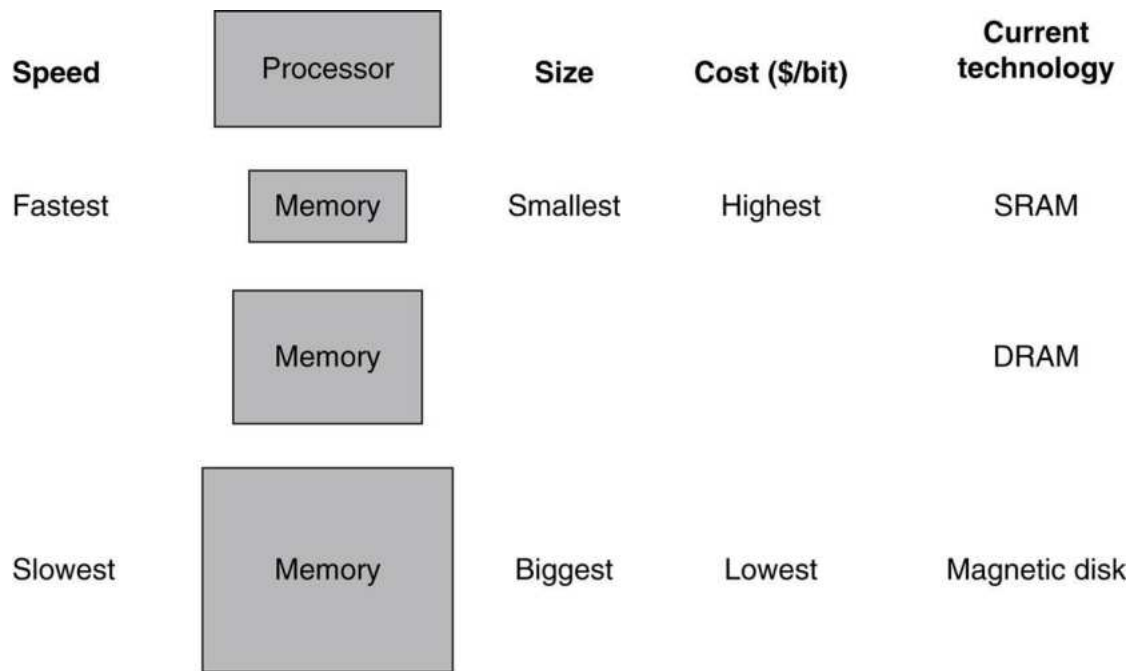 Speed
Processor
Size
Cost ($/bit)
Current
technology
Fastest
Memory
Smallest
Highest
SRAM
Memory
DRAM
Slowest
Memory
Biggest
Lowest
Magnetic disk